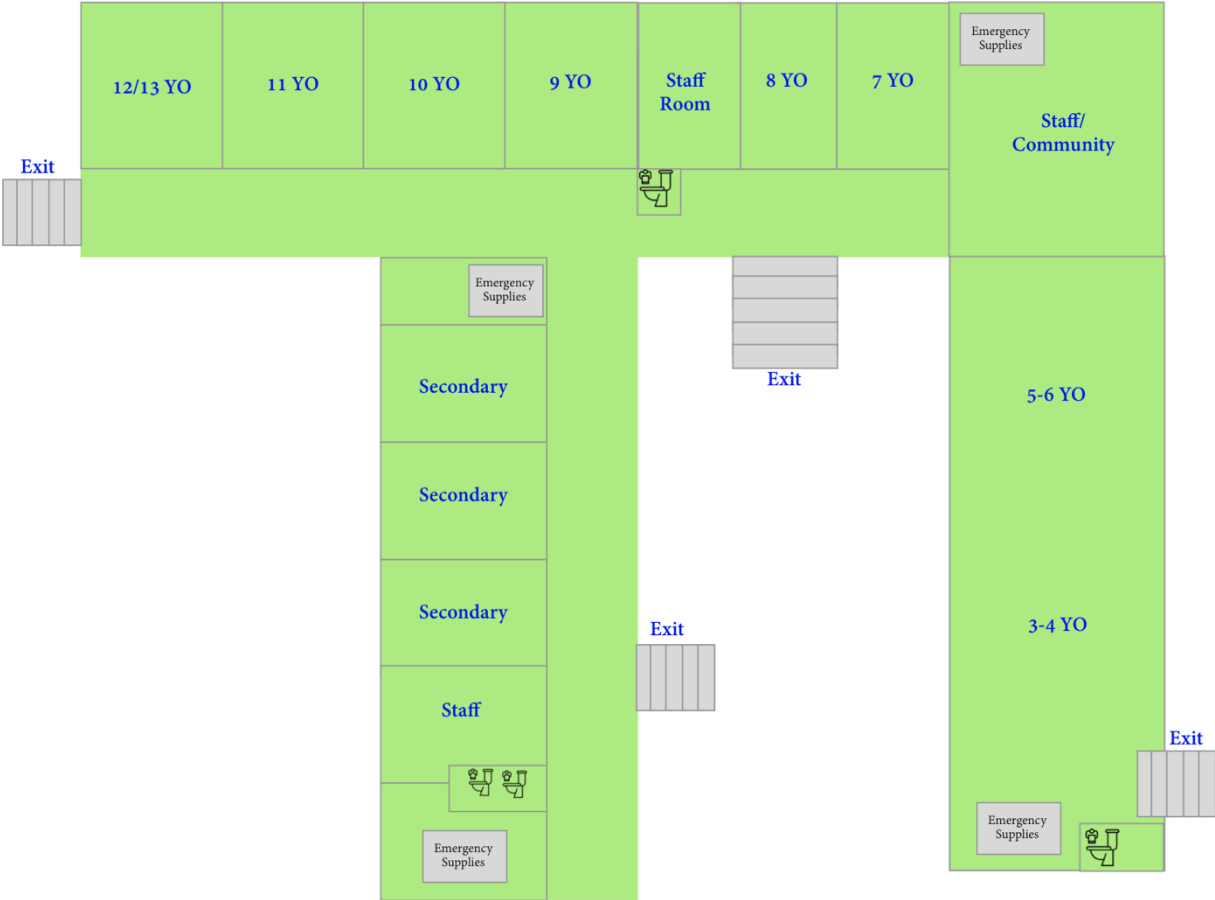 Emergency
Supplies
12/13 YO
11 YO
10 YO
9 YO
Staff
Room
8 YO
7 YO
Staff/
Community
Exit
Emergency
Supplies
Exit
Secondary
5-6 YO
Secondary
Secondary
Exit
3-4 YO
Staff
Exit
Emergency
Supplies
Emergency
Supplies